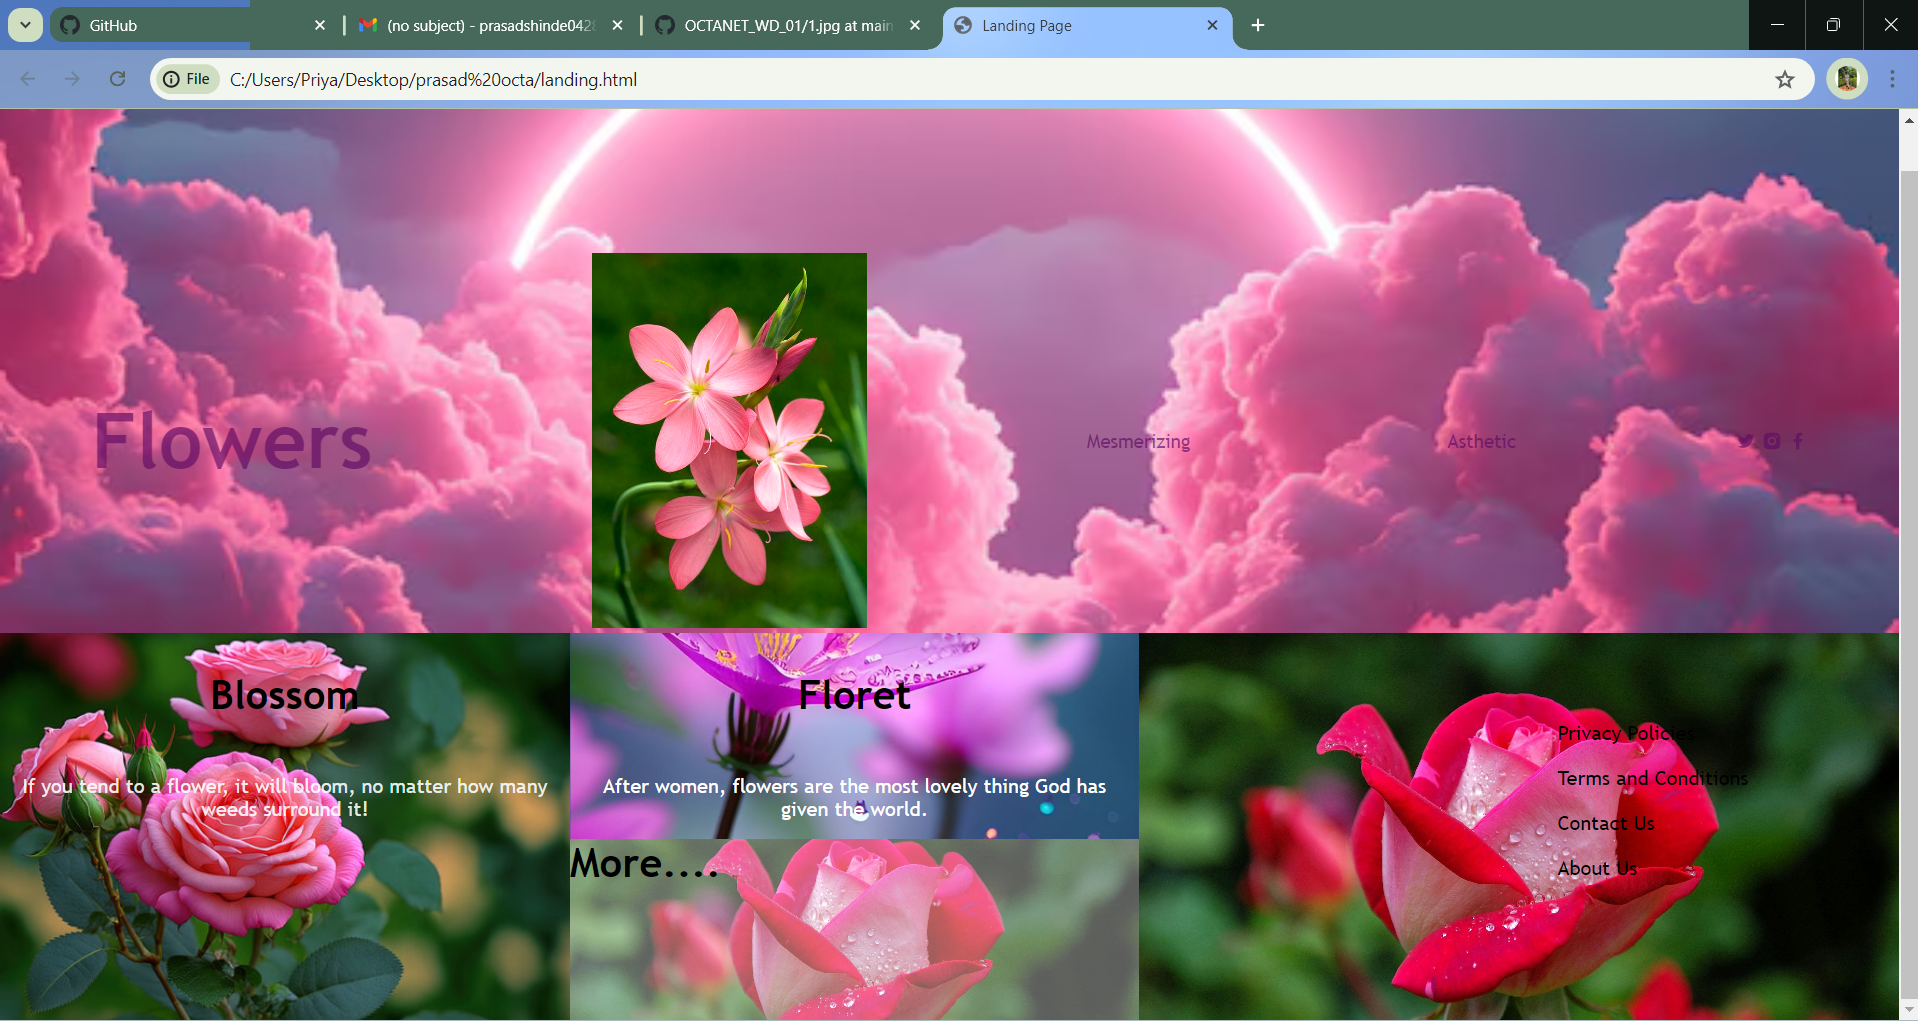 GitHub
(no subject) - prasadshinde042
OCTANET_WD_01/1.jpg at main
Landing Page
File
C:/Users/Priya/Desktop/prasad%20octa/landing.html
Flowers
Mesmerizing
Asthetic
Blossom
If you tend to a flower, it will bloom, no matter how many
weeds surround it!
Floret
After women, flowers are the most lovely thing God has
given the world.
More....
Privacy Policies
Terms and Conditions
Contact Us
About Us